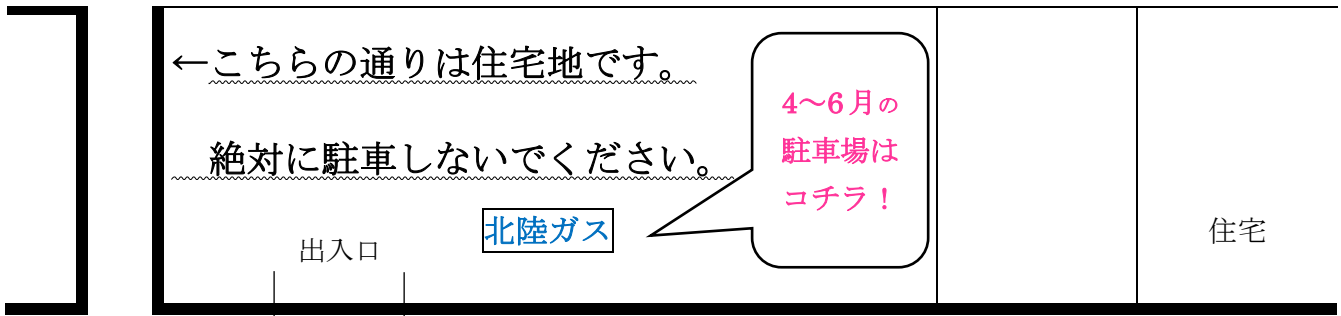 ←こちらの通りは住宅地です。
絶対に駐車しないでください。
4～6月の
駐車場は
コチラ！
北陸ガス
出入口
住宅